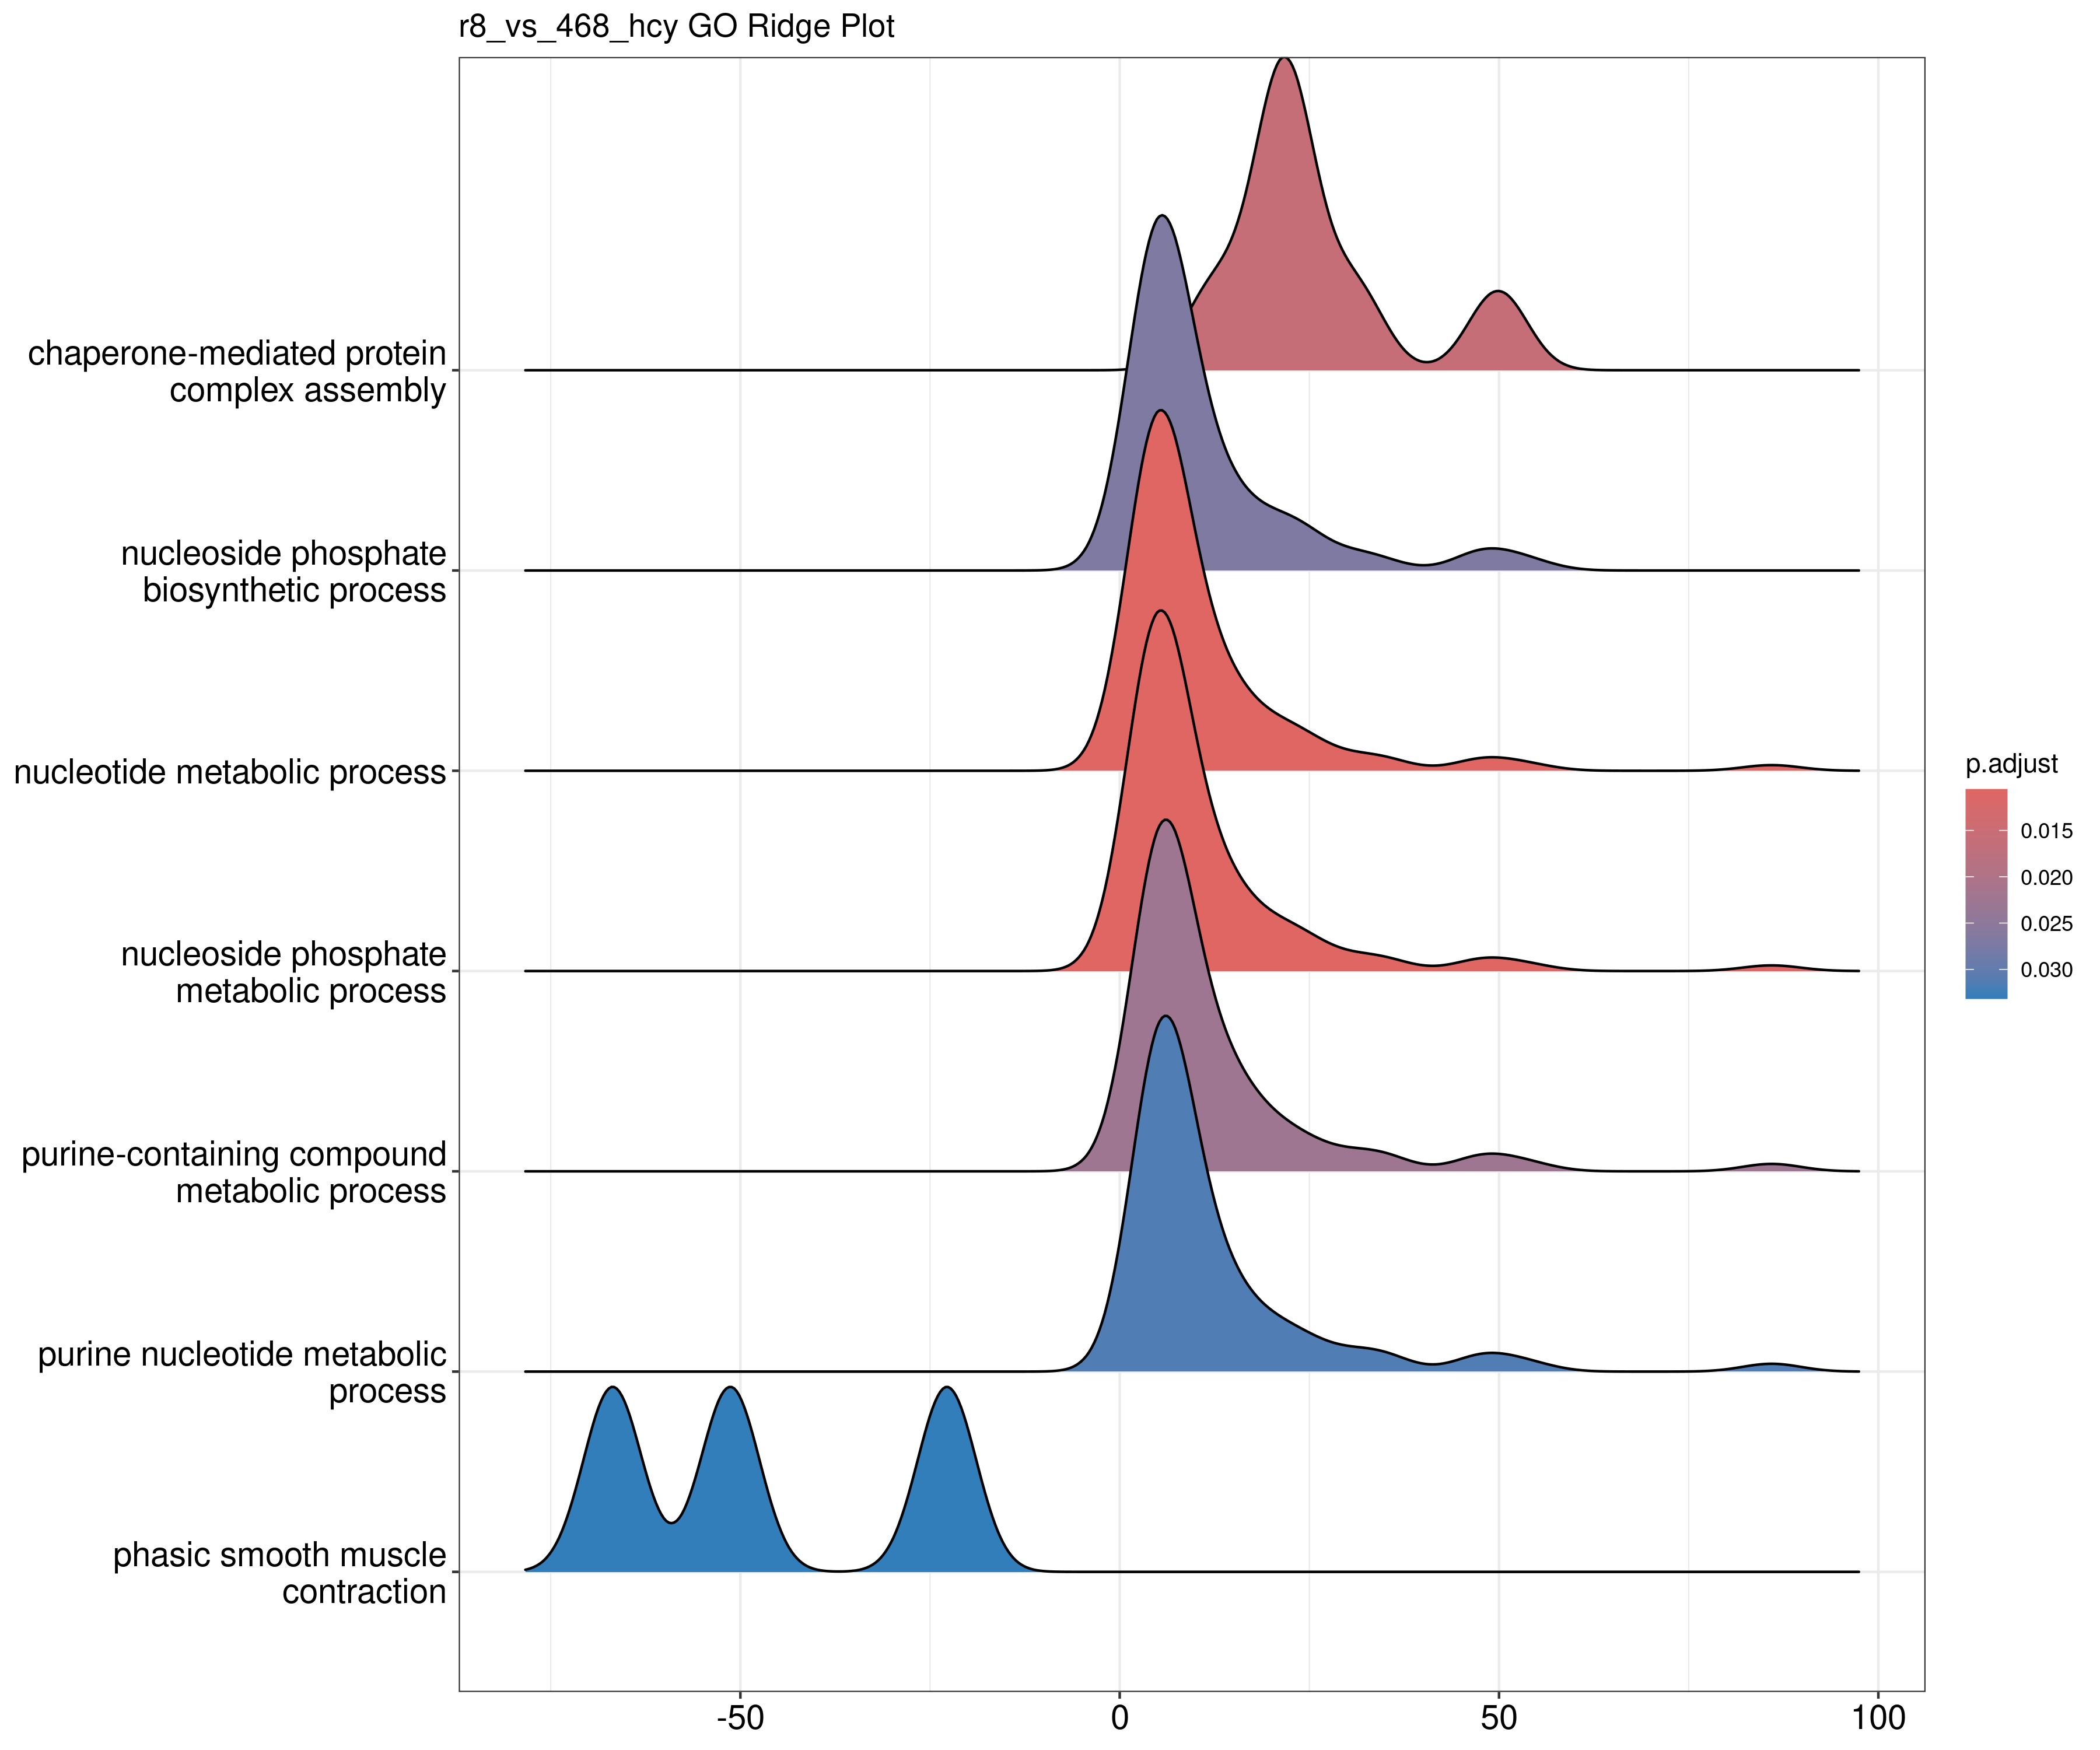 r8_vs_468_hcy GO Ridge Plot
chaperone-mediated protein
complex assembly
nucleoside phosphate
biosynthetic process
nucleotide metabolic process
nucleoside phosphate
metabolic process
purine-containing compound
metabolic process
purine nucleotide metabolic
process
phasic smooth muscle
contraction
-50 0 50 100
p.adjust
0.015
0.020
0.025
0.030